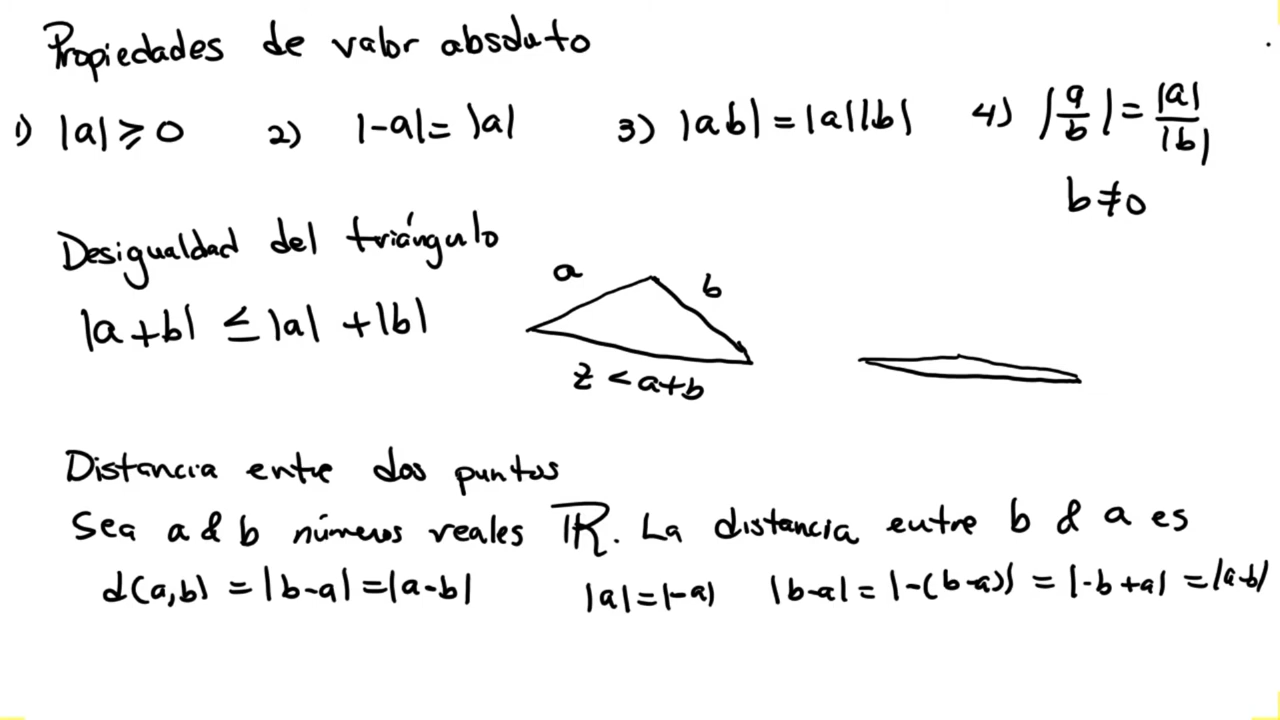 Propiedades de valor absoluto
1) |a| ≥ 0 2) |-a| = |a| 3) |ab| = |a||b| 4) |a/b| = |a|/|b|
b ≠ 0
Desigualdad del triángulo
|a+b| ≤ |a| + |b|
a b
z < a+b
Distancia entre dos puntos
Sea a & b números reales ℝ. La distancia entre b & a es
d(a,b) = |b-a| = |a-b| |a| = |-a| |b-a| = |-(b-a)| = |-b+a| = |a-b|